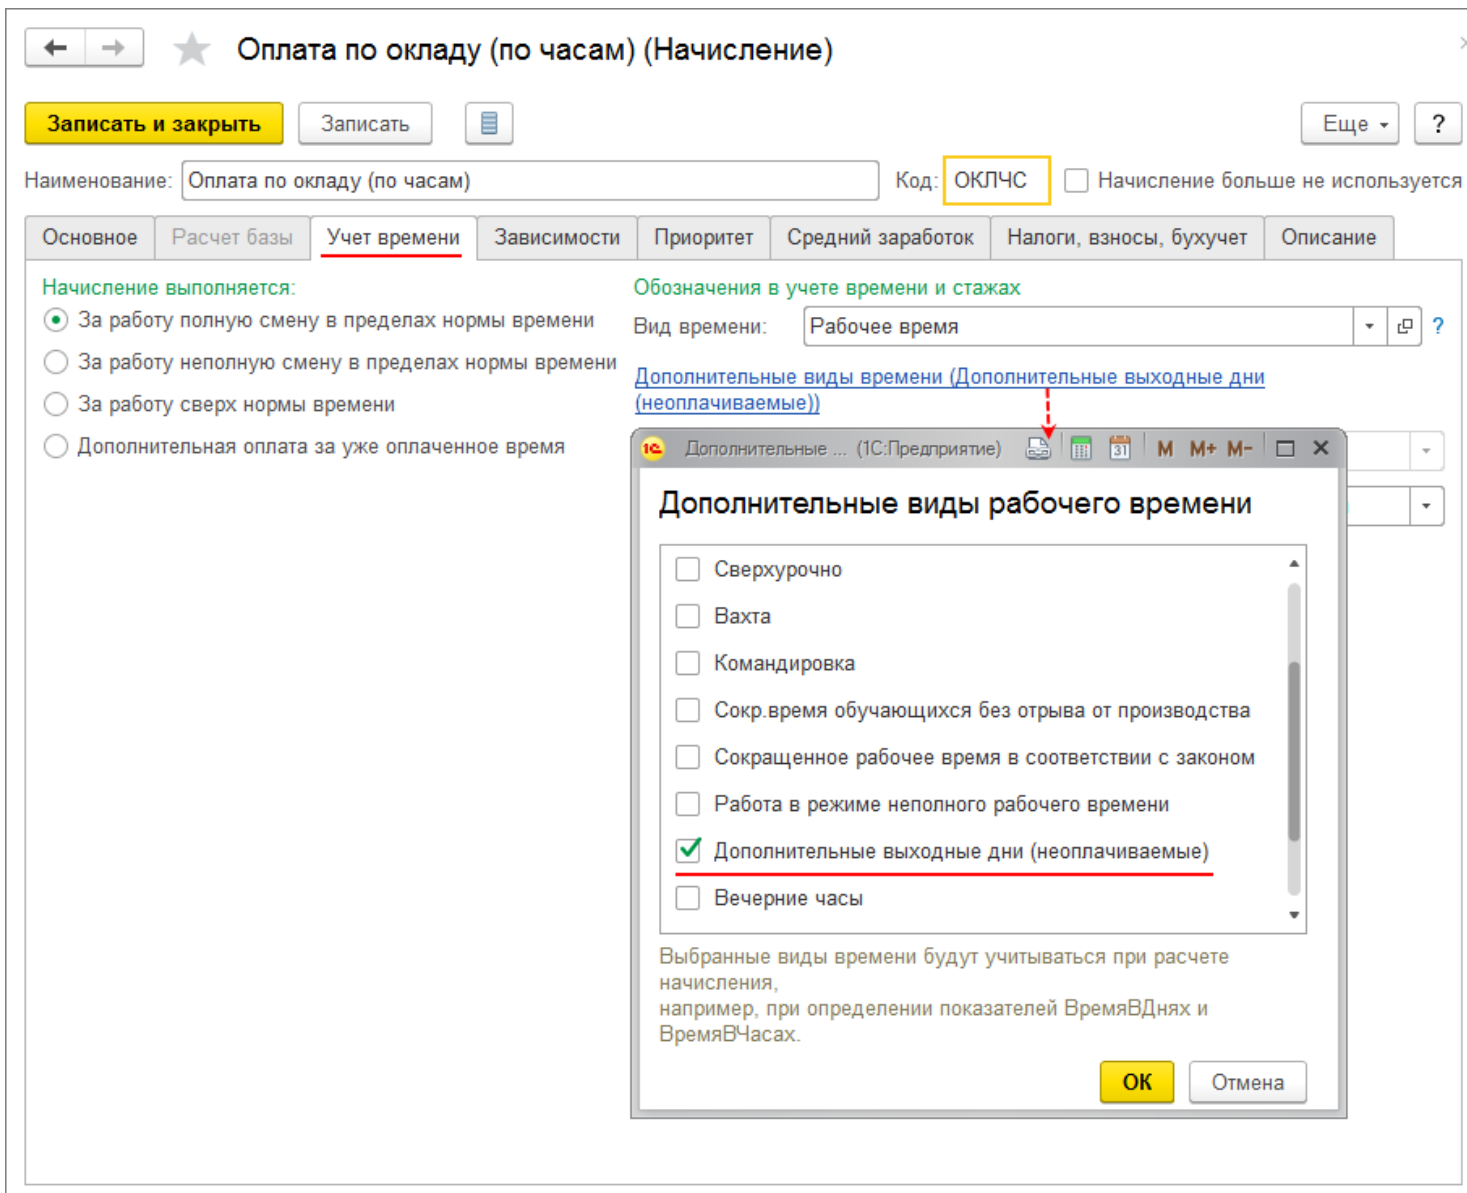 Оплата по окладу (по часам) (Начисление)
Записать и закрыть
Записать
Еще
?
Наименование:
Оплата по окладу (по часам)
Код:
ОКЛЧС
Начисление больше не используется
Основное
Расчет базы
Учет времени
Зависимости
Приоритет
Средний заработок
Налоги, взносы, бухучет
Описание
Начисление выполняется:
За работу полную смену в пределах нормы времени
За работу неполную смену в пределах нормы времени
За работу сверх нормы времени
Дополнительная оплата за уже оплаченное время
Обозначения в учете времени и стажах
Вид времени:
Рабочее время
?
Дополнительные виды времени (Дополнительные выходные дни
(неоплачиваемые))
1С
Дополнительные ... (1С:Предприятие)
31
M
M+
M-
Дополнительные виды рабочего времени
Сверхурочно
Вахта
Командировка
Сокр.время обучающихся без отрыва от производства
Сокращенное рабочее время в соответствии с законом
Работа в режиме неполного рабочего времени
Дополнительные выходные дни (неоплачиваемые)
Вечерние часы
Выбранные виды времени будут учитываться при расчете
начисления,
например, при определении показателей ВремяВДнях и
ВремяВЧасах.
ОК
Отмена